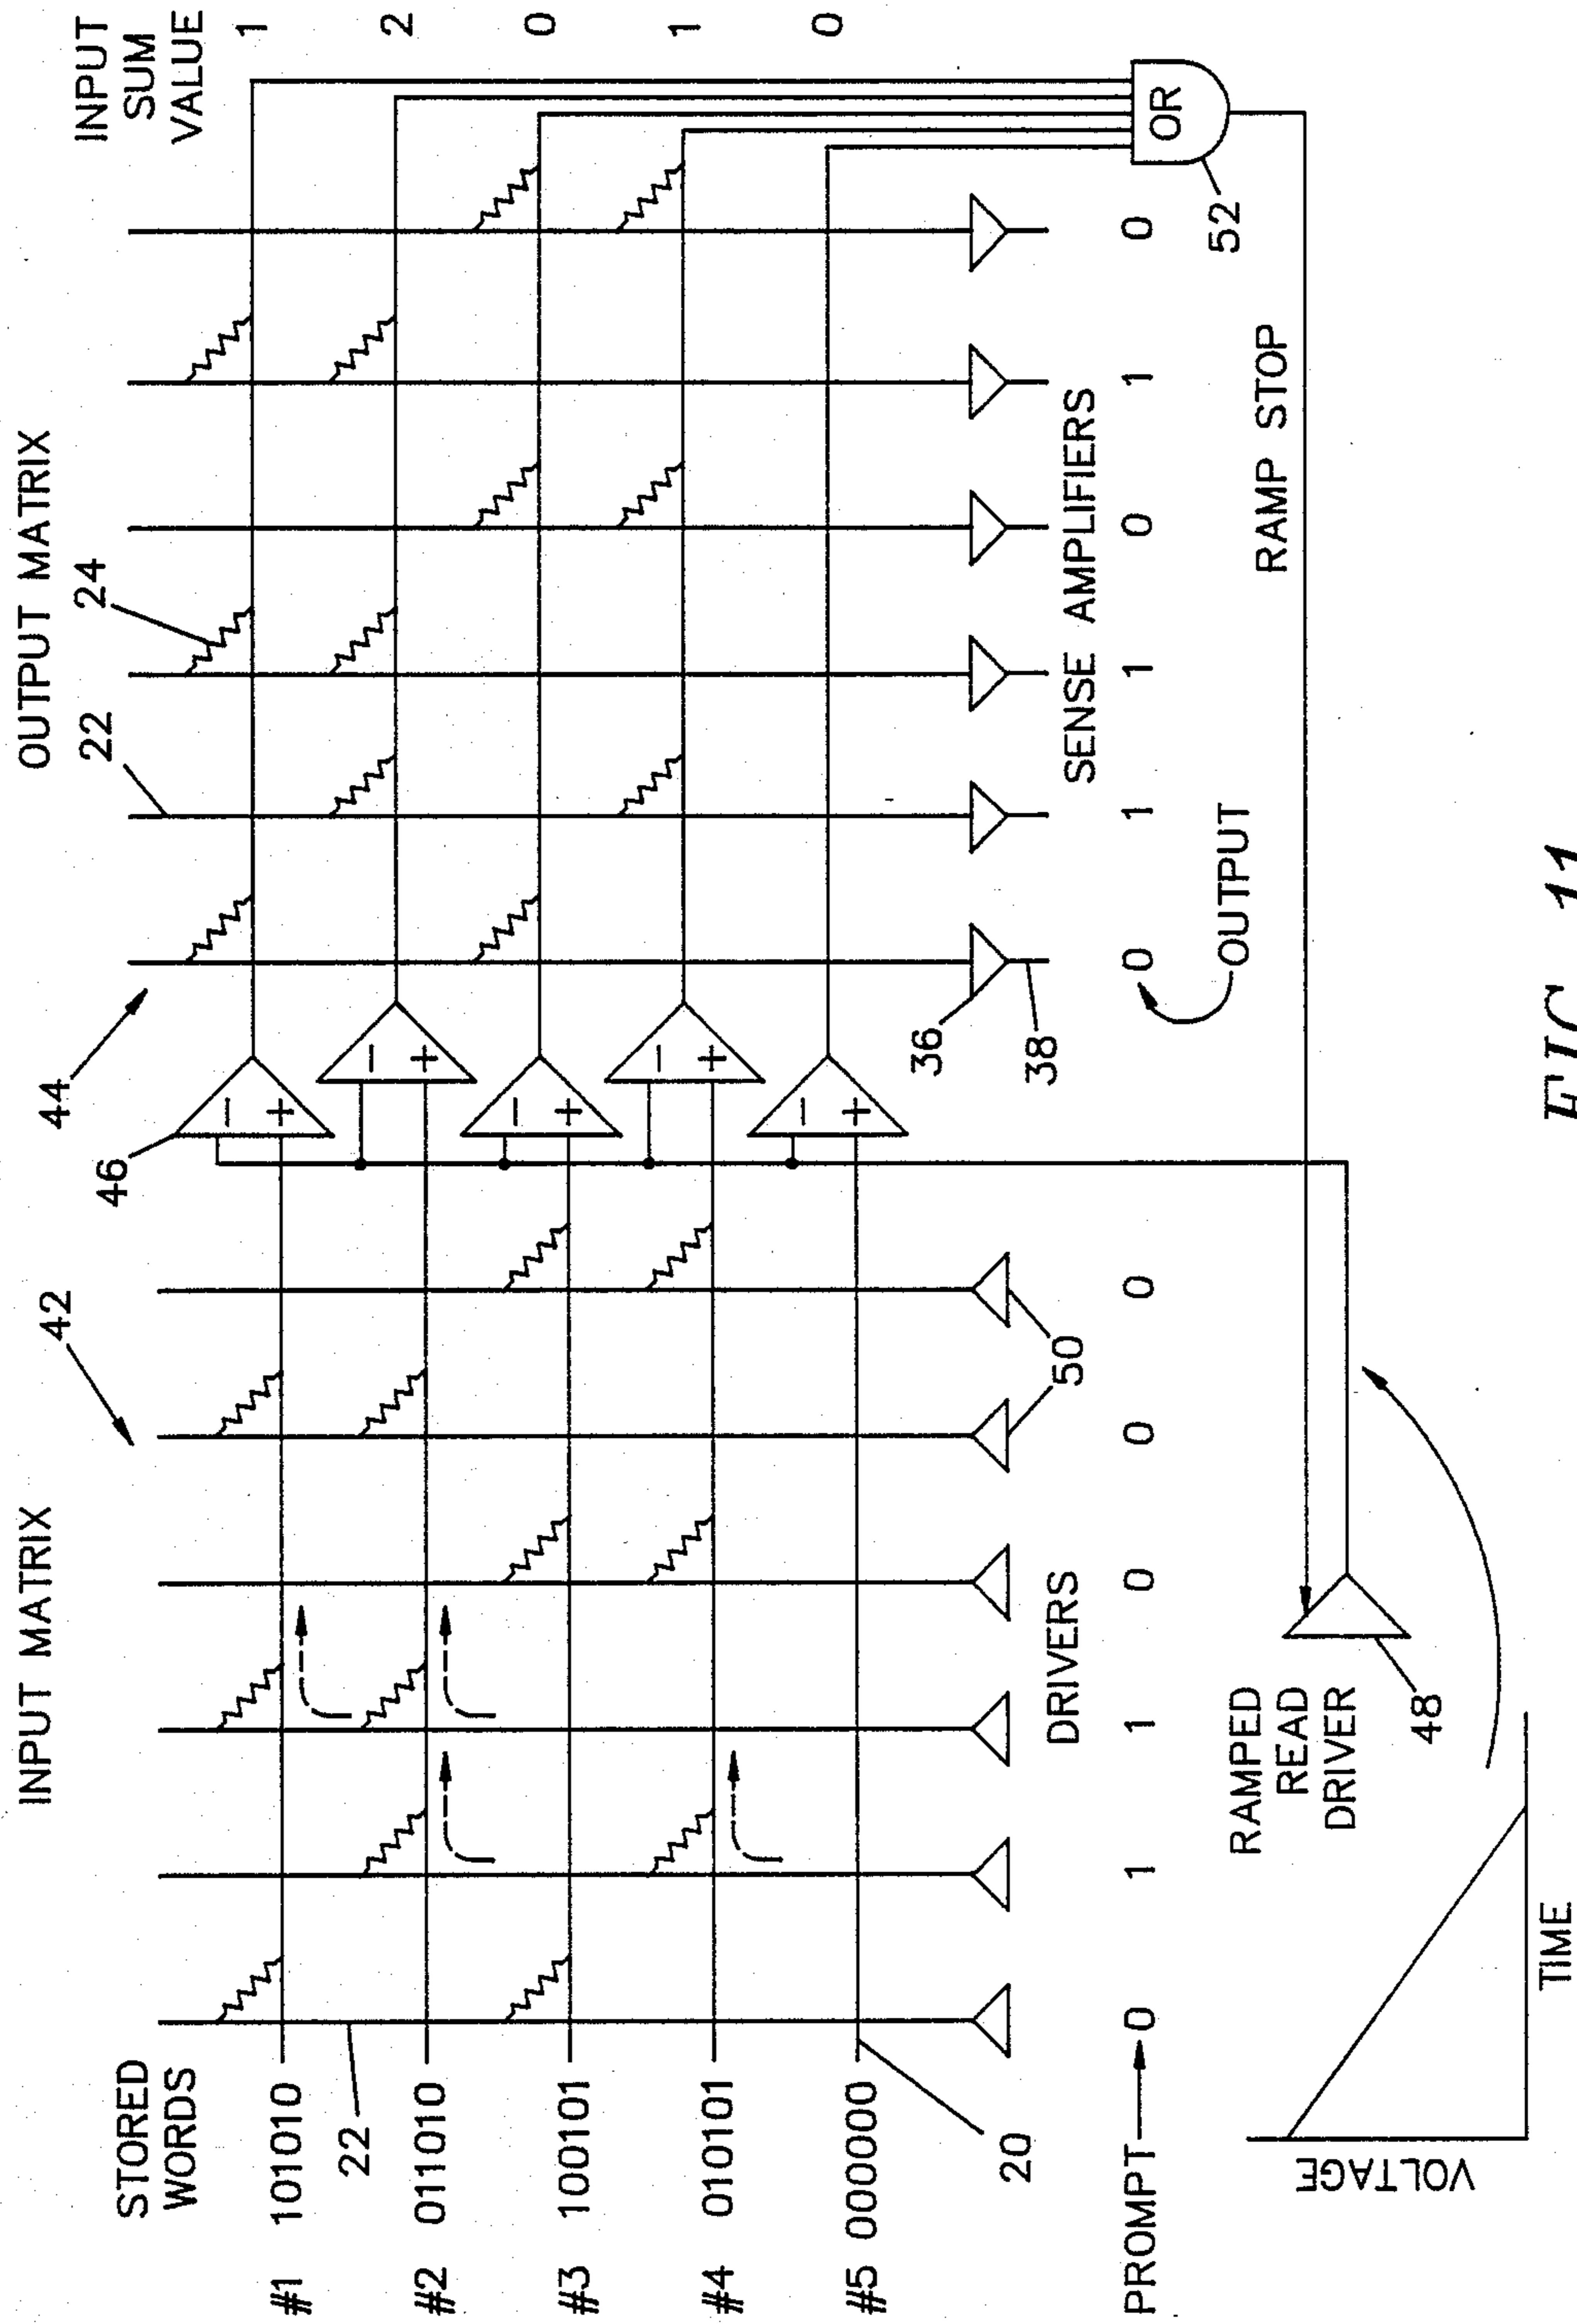 INPUT MATRIX
OUTPUT MATRIX
INPUT
SUM
VALUE
42
44
46
22
24
STORED
WORDS
#1 101010
1
22
#2 011010
2
#3 100101
0
#4 010101
1
#5 000000
0
20
DRIVERS
50
36
38
SENSE AMPLIFIERS
OR
52
PROMPT 0 1 1 0 0 0
0 1 1 0 1 0
OUTPUT
RAMP STOP
RAMPED
READ
DRIVER
48
VOLTAGE
TIME
− +
− +
− +
− +
− +
FIG. 11